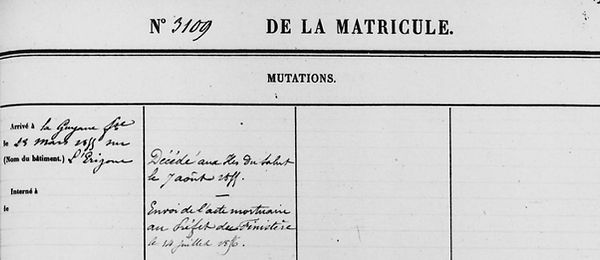 N° 3109 DE LA MATRICULE.
MUTATIONS.
Arrivé à la Guyane fse
le 23 mars 1855 sur
(Nom du bâtiment.) l'Erigone
Interné à
le
Décédé aux Iles du Salut
le 7 août 1855.
Envoi de l'acte mortuaire
au Préfet du Finistère
le 14 juillet 1856.